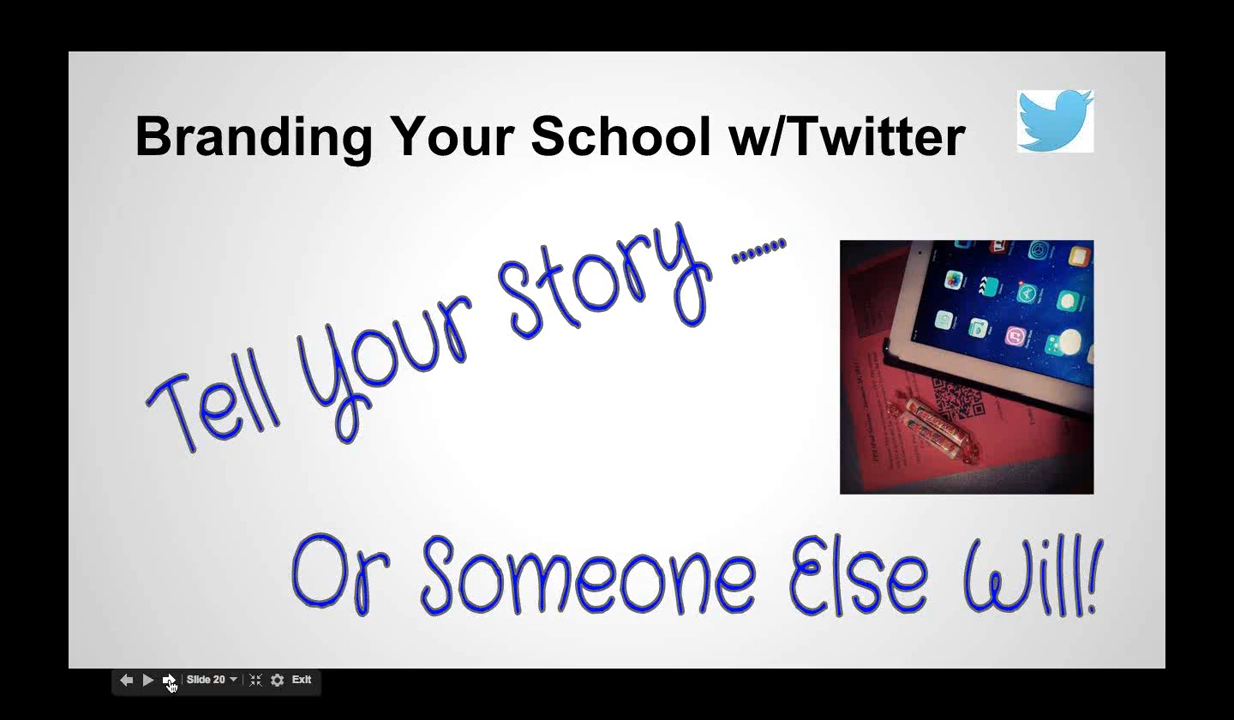 Branding Your School w/Twitter
Tell Your Story .......
Or Someone Else Will!
Slide 20
Exit